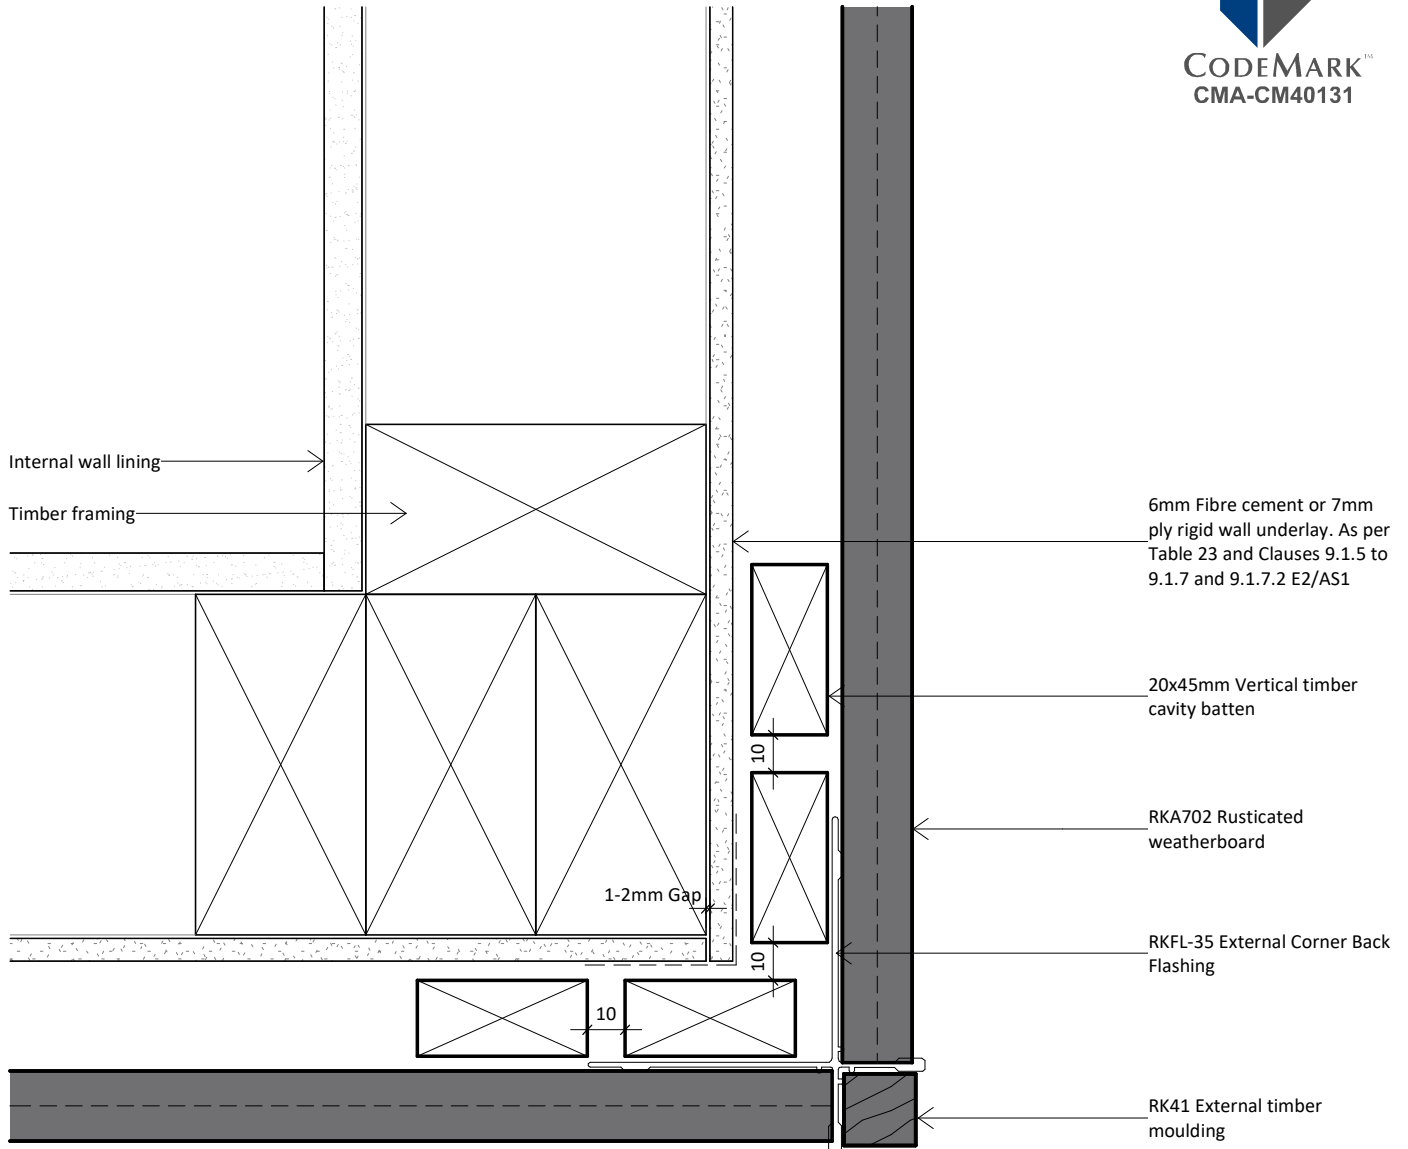 CODEMARK™
CMA-CM40131
Internal wall lining
Timber framing
6mm Fibre cement or 7mm
ply rigid wall underlay. As per
Table 23 and Clauses 9.1.5 to
9.1.7 and 9.1.7.2 E2/AS1
20x45mm Vertical timber
cavity batten
10
RKA702 Rusticated
weatherboard
1-2mm Gap
RKFL-35 External Corner Back
Flashing
10
10
RK41 External timber
moulding